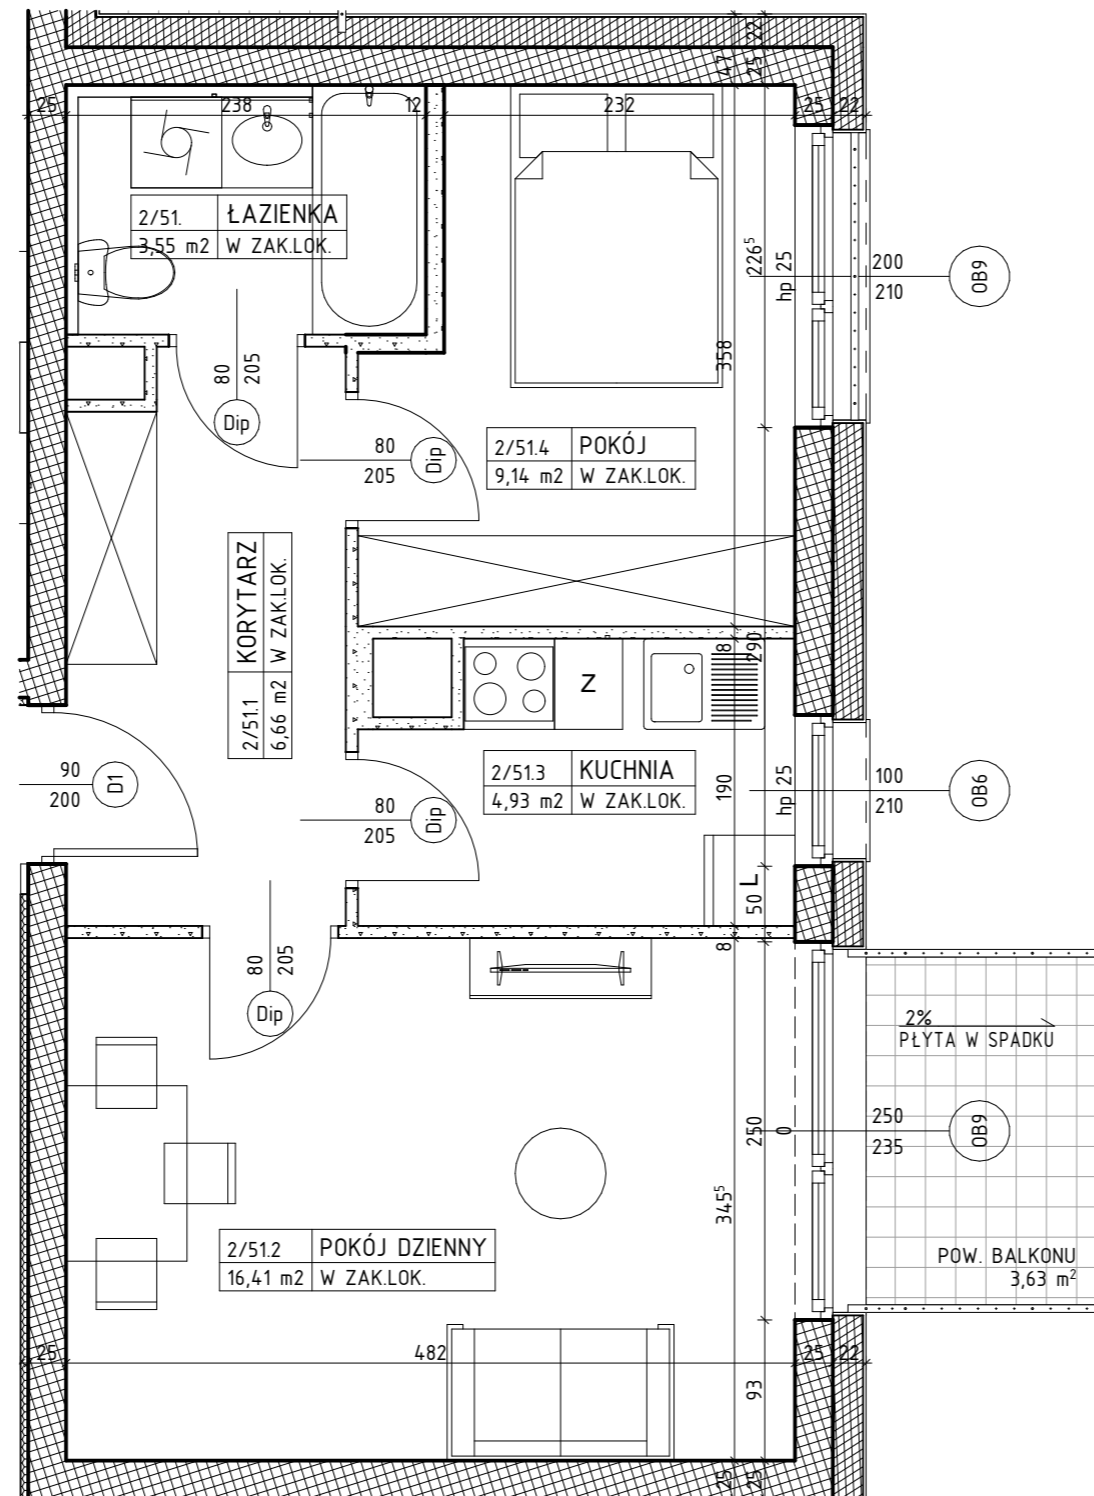 22
47
25
25
238
12
232
25
22
2/51.
ŁAZIENKA
3,55 m2
W ZAK.LOK.
226⁵
hp 25
200
210
OB9
358
80
205
Dip
80
205
Dip
2/51.4
POKÓJ
9,14 m2
W ZAK.LOK.
2/51.1
KORYTARZ
6,66 m2
W ZAK.LOK.
8
290
Z
90
200
D1
2/51.3
KUCHNIA
4,93 m2
W ZAK.LOK.
190
hp 25
100
210
OB6
80
205
Dip
L
50
8
80
205
Dip
2%
PŁYTA W SPADKU
250
0
250
235
OB9
345⁵
2/51.2
POKÓJ DZIENNY
16,41 m2
W ZAK.LOK.
POW. BALKONU
3,63 m²
25
482
25
22
93
25
25